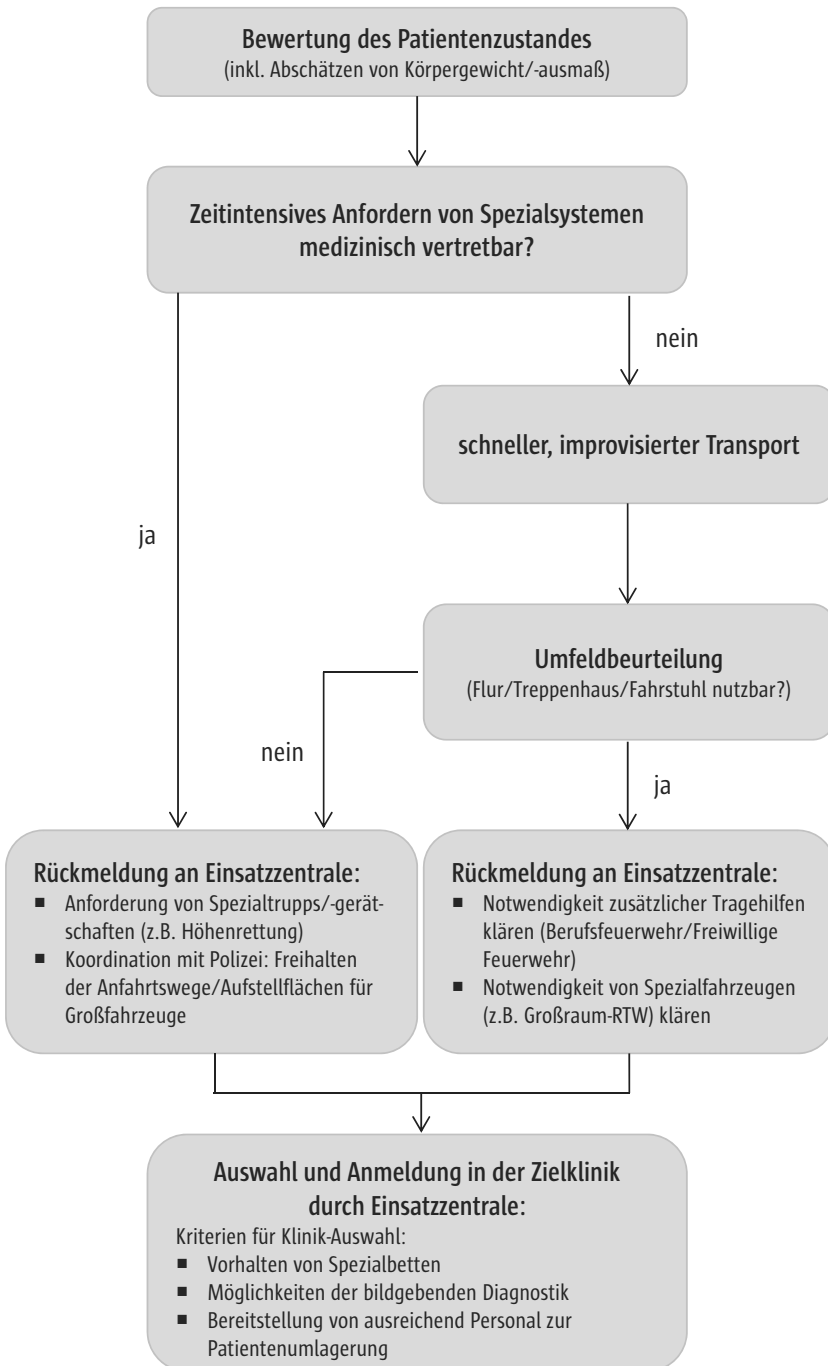 Bewertung des Patientenzustandes
(inkl. Abschätzen von Körpergewicht/-ausmaß)
Zeitintensives Anfordern von Spezialsystemen
medizinisch vertretbar?
nein
schneller, improvisierter Transport
ja
Umfeldbeurteilung
(Flur/Treppenhaus/Fahrstuhl nutzbar?)
nein
ja
Rückmeldung an Einsatzzentrale:
■ Anforderung von Spezialtrupps/-gerät-
schaften (z.B. Höhenrettung)
■ Koordination mit Polizei: Freihalten
der Anfahrtswege/Aufstellflächen für
Großfahrzeuge
Rückmeldung an Einsatzzentrale:
■ Notwendigkeit zusätzlicher Tragehilfen
klären (Berufsfeuerwehr/Freiwillige
Feuerwehr)
■ Notwendigkeit von Spezialfahrzeugen
(z.B. Großraum-RTW) klären
Auswahl und Anmeldung in der Zielklinik
durch Einsatzzentrale:
Kriterien für Klinik-Auswahl:
■ Vorhalten von Spezialbetten
■ Möglichkeiten der bildgebenden Diagnostik
■ Bereitstellung von ausreichend Personal zur
Patientenumlagerung